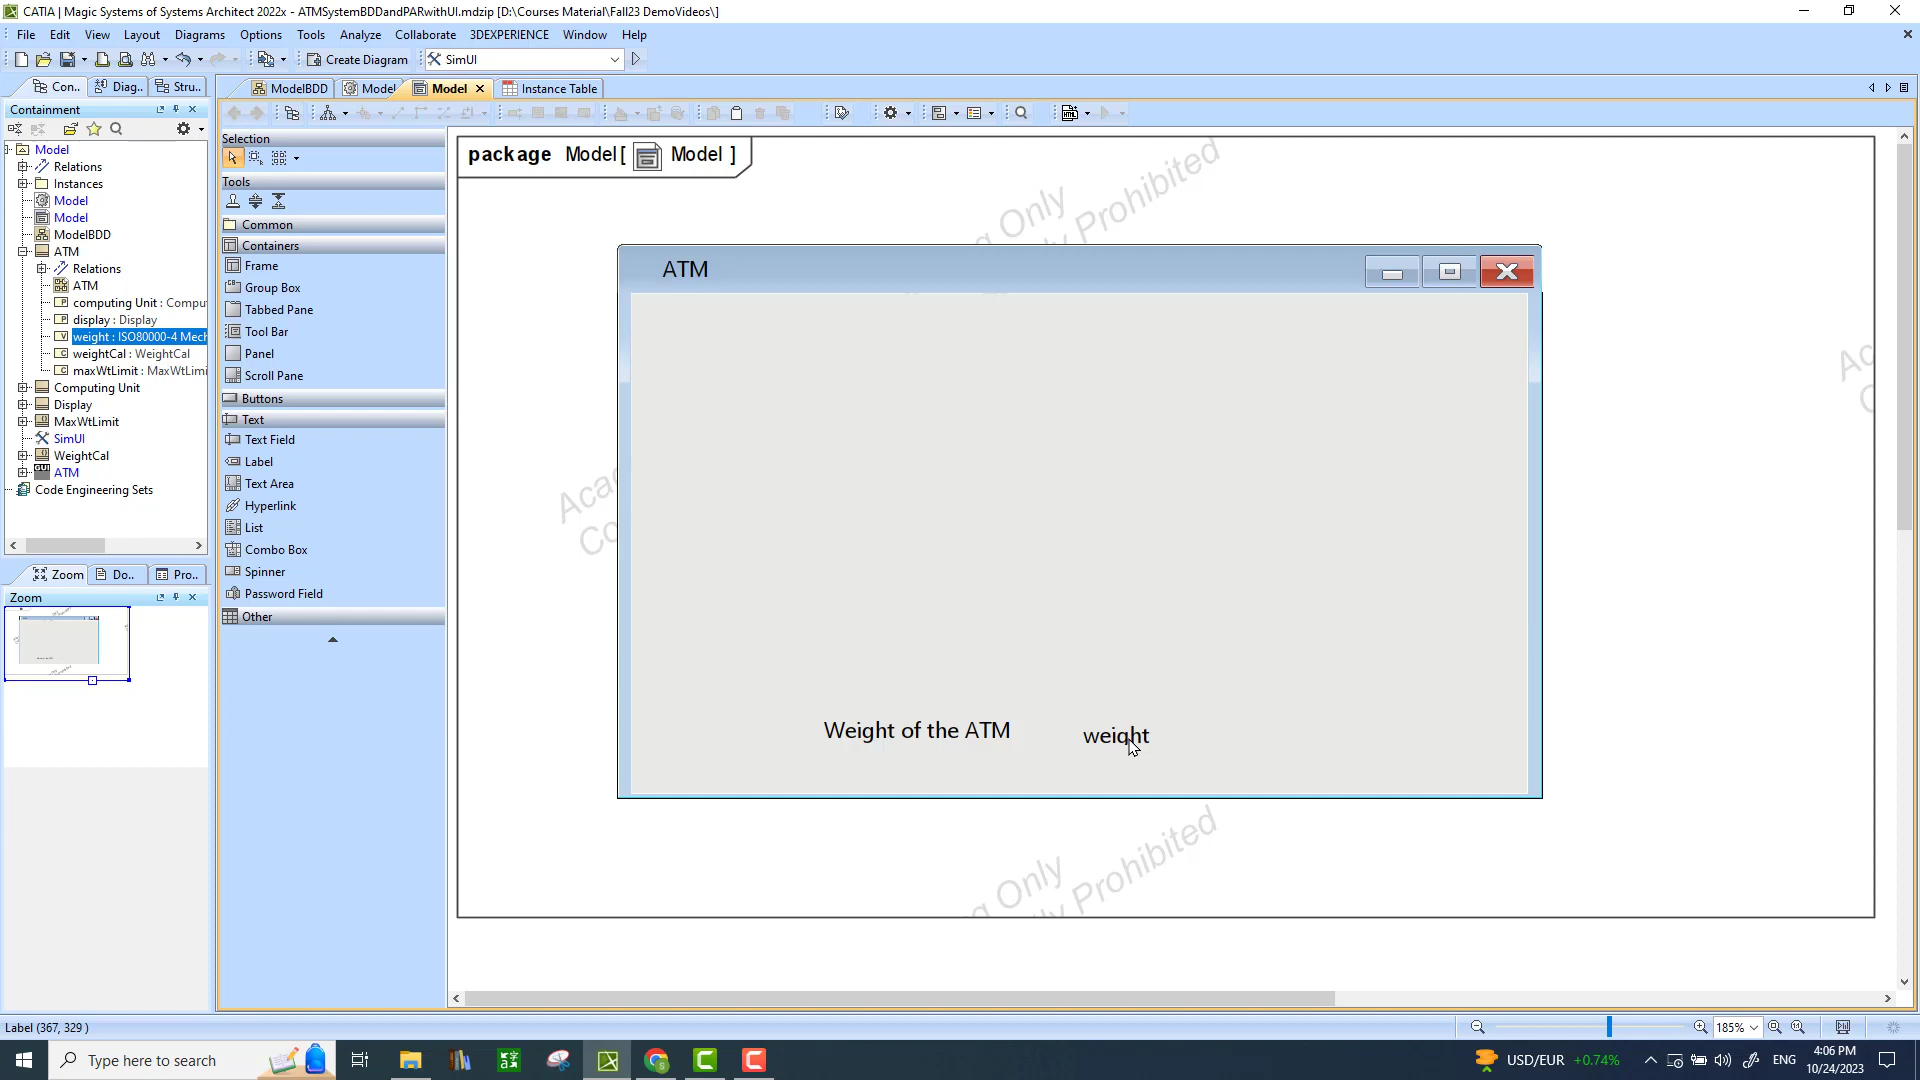 CATIA | Magic Systems of Systems Architect 2022x - ATMSystemBDDandPARwithUI.mdzip [D:\Courses Material\Fall23 DemoVideos\]
File Edit View Layout Diagrams Options Tools Analyze Collaborate 3DEXPERIENCE Window Help
Create Diagram SimUI
Con.. Diag.. Stru..
ModelBDD Model Model Instance Table
Containment
Model
Relations
Instances
Model
Model
ModelBDD
ATM
Relations
ATM
computing Unit : Compu
display : Display
weight : ISO80000-4 Mech
weightCal : WeightCal
maxWtLimit : MaxWtLimi
Computing Unit
Display
MaxWtLimit
SimUI
WeightCal
ATM
Code Engineering Sets
Zoom Do.. Pro..
Zoom
Selection
Tools
Common
Containers
Frame
Group Box
Tabbed Pane
Tool Bar
Panel
Scroll Pane
Buttons
Text
Text Field
Label
Text Area
Hyperlink
List
Combo Box
Spinner
Password Field
Other
package Model[ Model ]
Only
Prohibited
ATM
Weight of the ATM weight
Only
Prohibited
Label (367, 329 )
185%
Type here to search
USD/EUR +0.74%
ENG
4:06 PM
10/24/2023